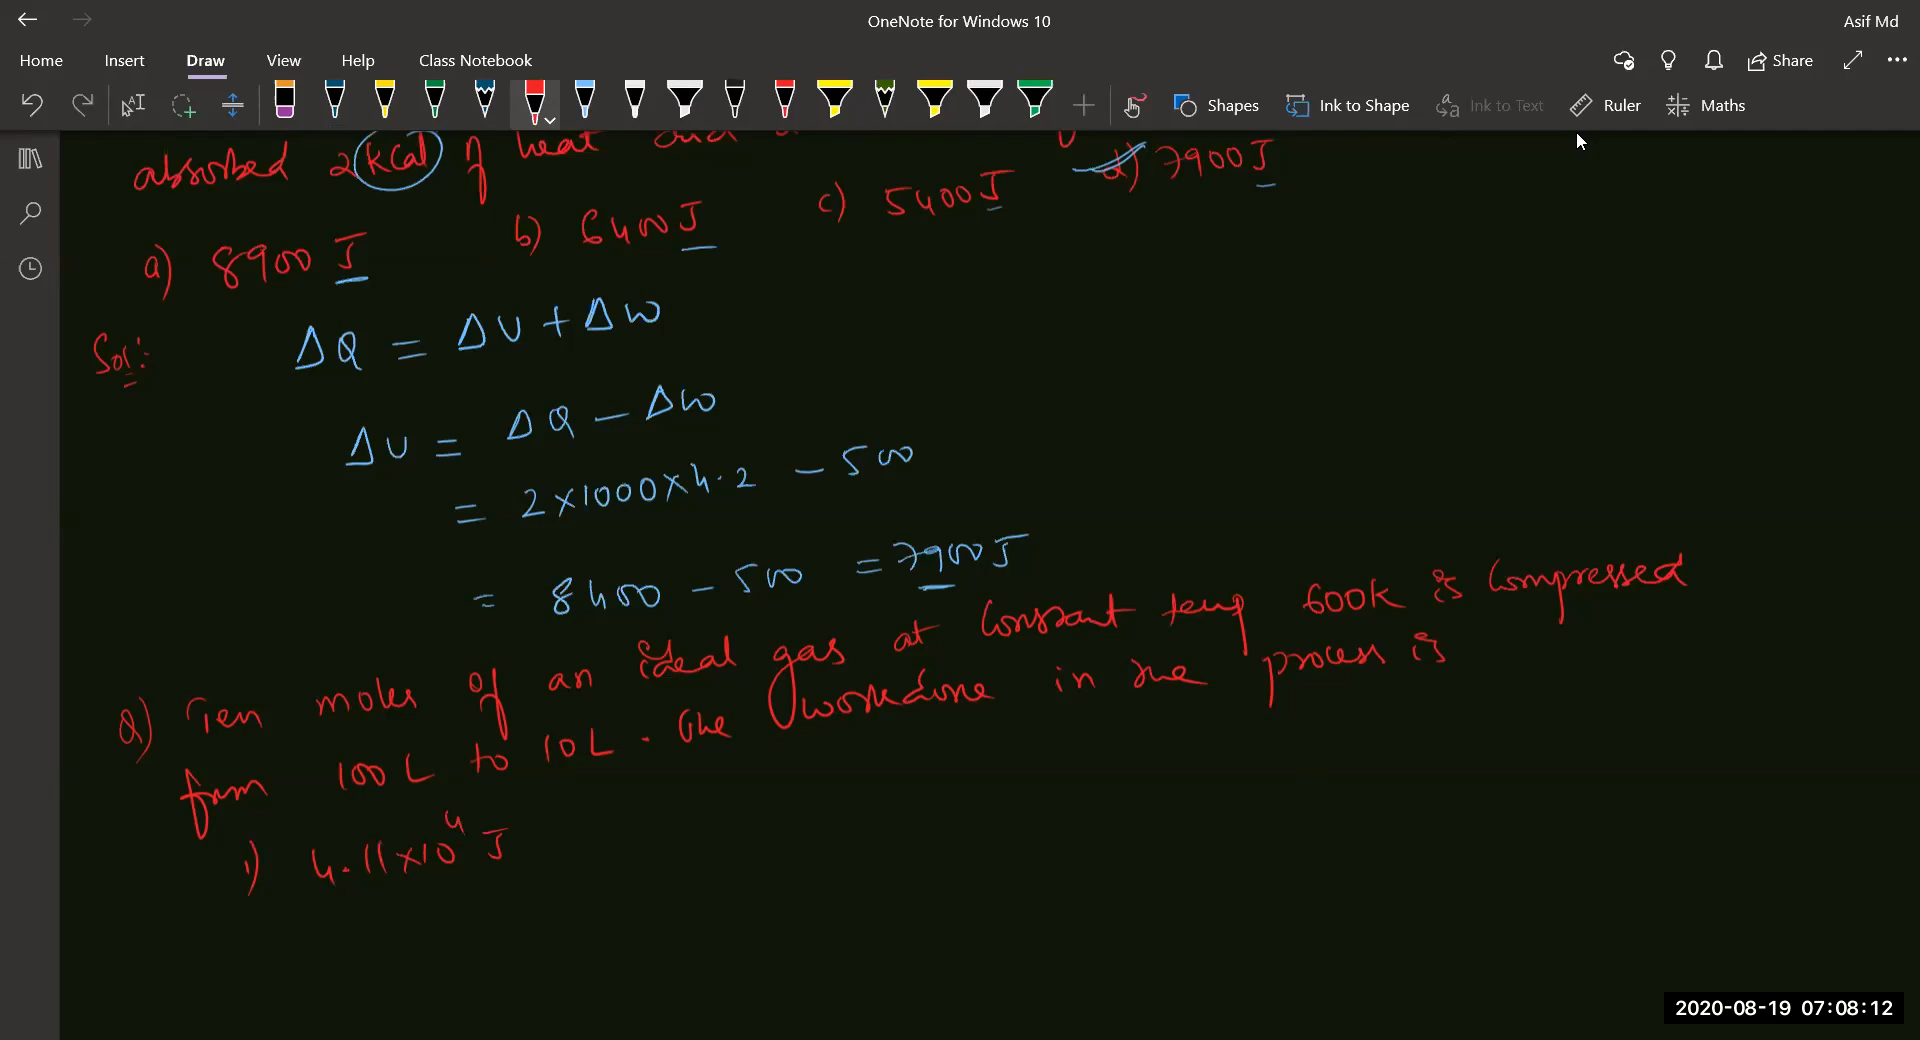 OneNote for Windows 10
Asif Md
Home Insert Draw View Help Class Notebook Share
Shapes Ink to Shape Ink to Text Ruler Maths
absorbed 2 kcal of heat and
a) 8900 J b) 6400 J c) 5400 J d) 7900 J
Sol:
ΔQ = ΔU + ΔW
ΔU = ΔQ - ΔW
= 2×1000×4.2 - 500
= 8400 - 500 = 7900 J
Q) Ten moles of an ideal gas at constant temp 600K is compressed
from 100 L to 10 L. The workdone in the process is
1) 4.11×10⁴ J
2020-08-19 07:08:12